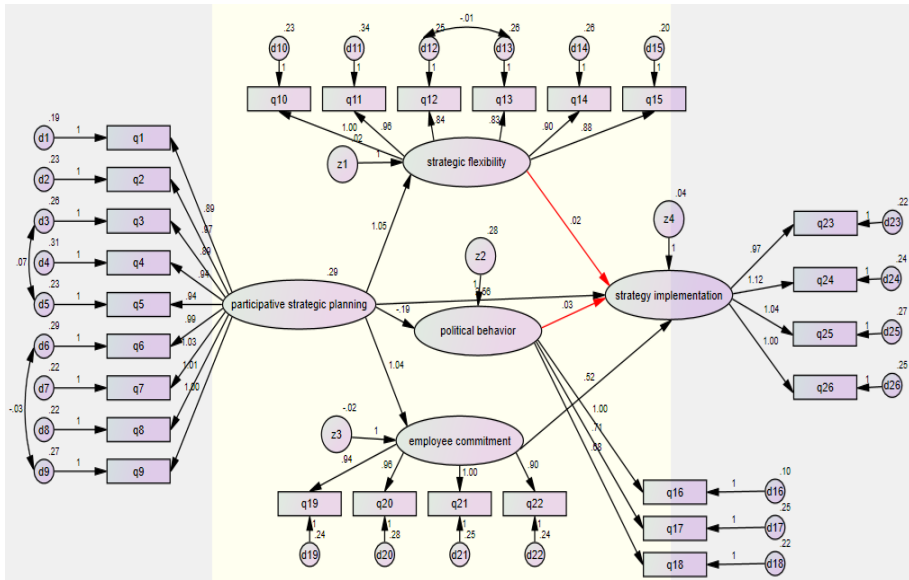 .23 .34 .25 -.01 .26 .26 .20
d10 d11 d12 d13 d14 d15
1 1 1 1 1 1
q10 q11 q12 q13 q14 q15
1.00 .96 .84 .83 .90 .88
.02
z1 1 strategic flexibility
.19
d1 1 q1
.23
d2 1 q2
.26
d3 1 q3
.31
d4 1 q4
.07
.23
d5 1 q5
.29
d6 1 q6
.22
d7 1 q7
.22
d8 1 q8
-.03
.27
d9 1 q9
.89
.97
.89
.94
.94
.99
1.03
1.01
1.00
.29
participative strategic planning
1.05
-.19
1.04
.28
z2
1
political behavior
.02
.03
.52
.04
z4
1
strategy implementation
.97
1.12
1.04
1.00
.22
q23 1 d23
.24
q24 1 d24
.27
q25 1 d25
.25
q26 1 d26
-.02
z3 1 employee commitment
.94 .96 1.00 .90
q19 q20 q21 q22
1 1 1 1
.24 .28 .25 .24
d19 d20 d21 d22
1.00
.71
.68
.10
q16 1 d16
.25
q17 1 d17
.22
q18 1 d18